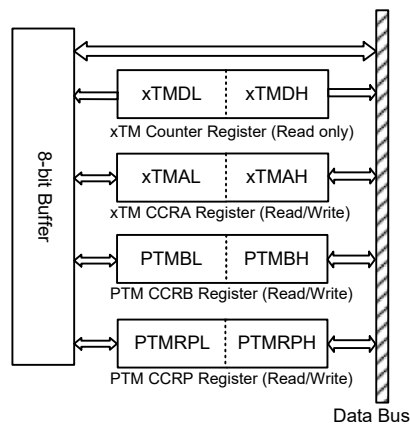 8-bit Buffer
xTMDL xTMDH
xTM Counter Register (Read only)
xTMAL xTMAH
xTM CCRA Register (Read/Write)
PTMBL PTMBH
PTM CCRB Register (Read/Write)
PTMRPL PTMRPH
PTM CCRP Register (Read/Write)
Data Bus